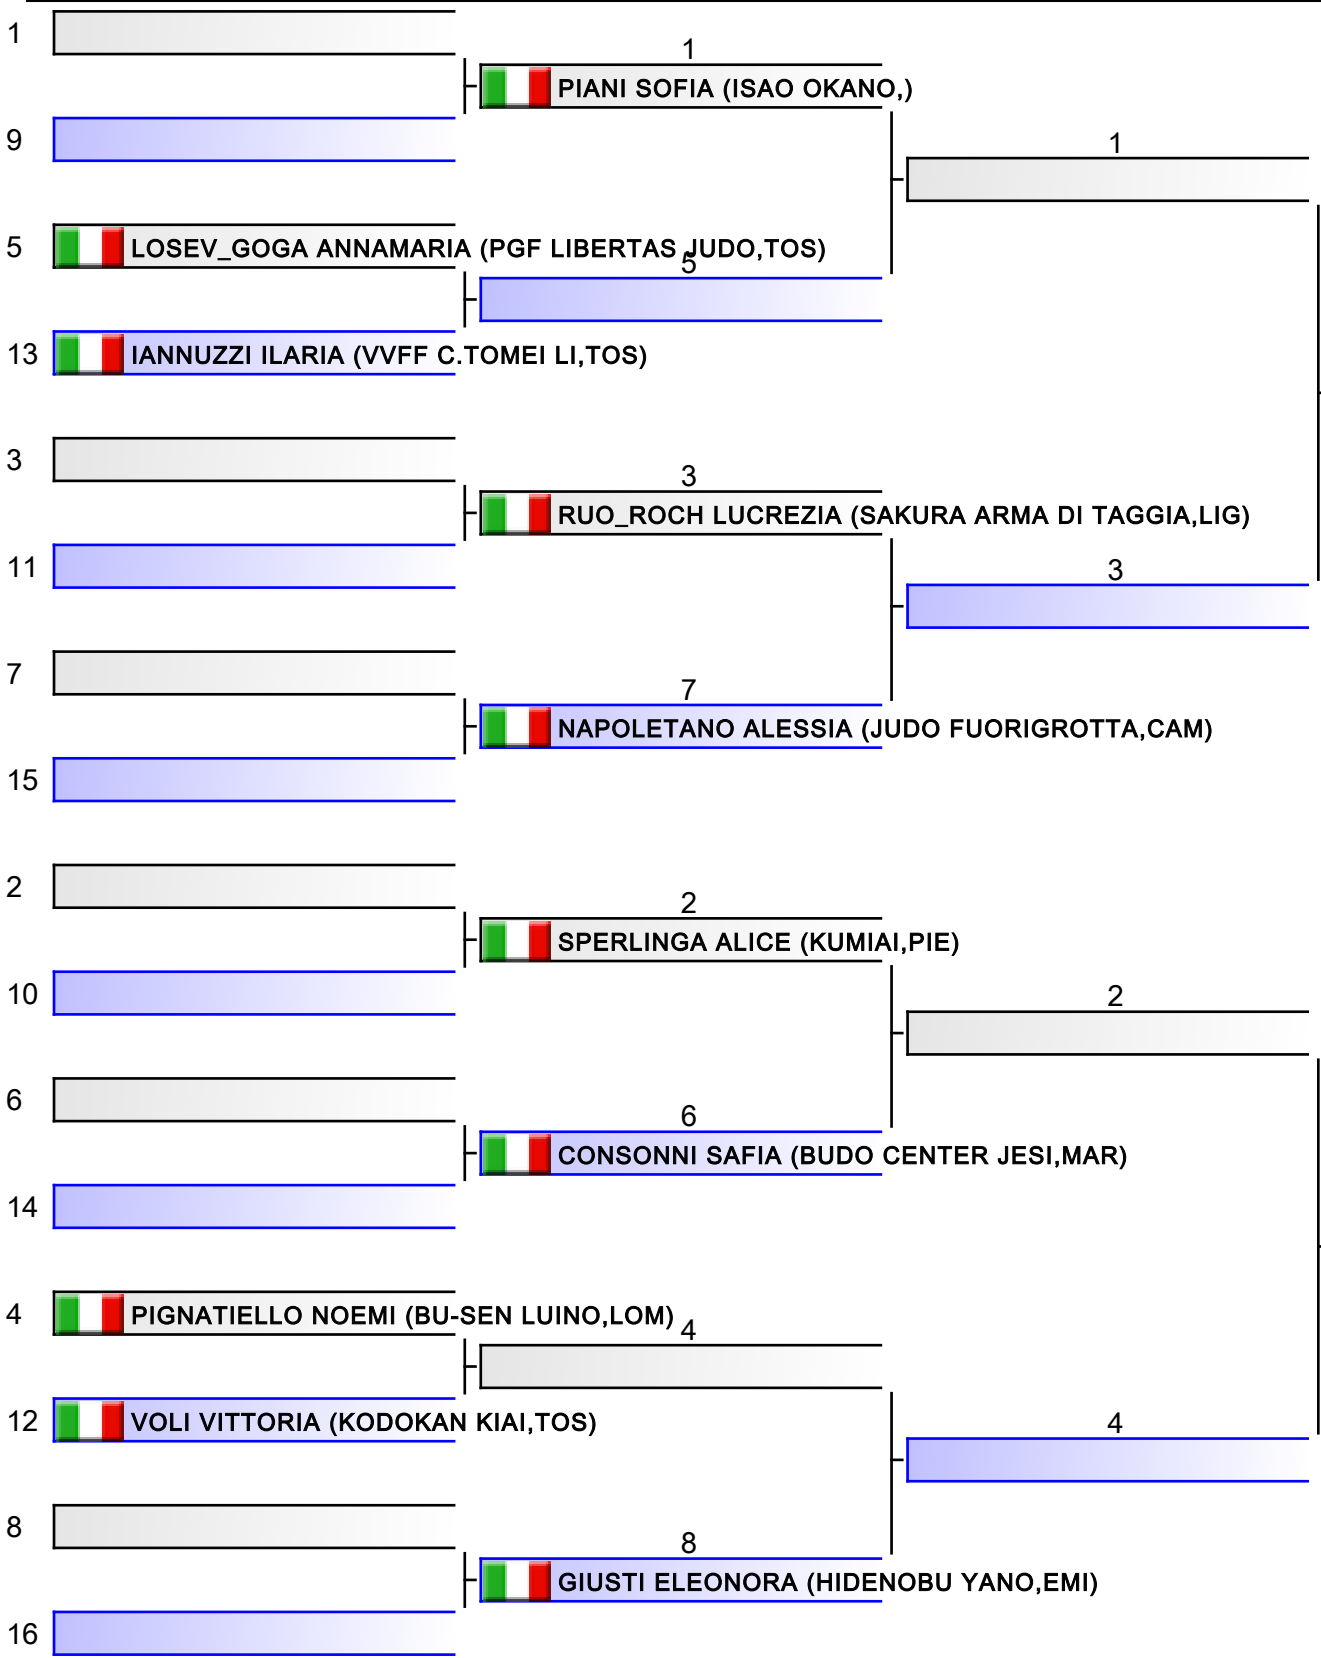 1
1
PIANI SOFIA (ISAO OKANO,)
9
1
5
LOSEV_GOGA ANNAMARIA (PGF LIBERTAS JUDO,TOS)
5
13
IANNUZZI ILARIA (VVFF C.TOMEI LI,TOS)
3
3
RUO_ROCH LUCREZIA (SAKURA ARMA DI TAGGIA,LIG)
11
3
7
7
NAPOLETANO ALESSIA (JUDO FUORIGROTTA,CAM)
15
2
2
SPERLINGA ALICE (KUMIAI,PIE)
10
2
6
6
CONSONNI SAFIA (BUDO CENTER JESI,MAR)
14
4
PIGNATIELLO NOEMI (BU-SEN LUINO,LOM)
4
12
VOLI VITTORIA (KODOKAN KIAI,TOS)
4
8
8
GIUSTI ELEONORA (HIDENOBU YANO,EMI)
16